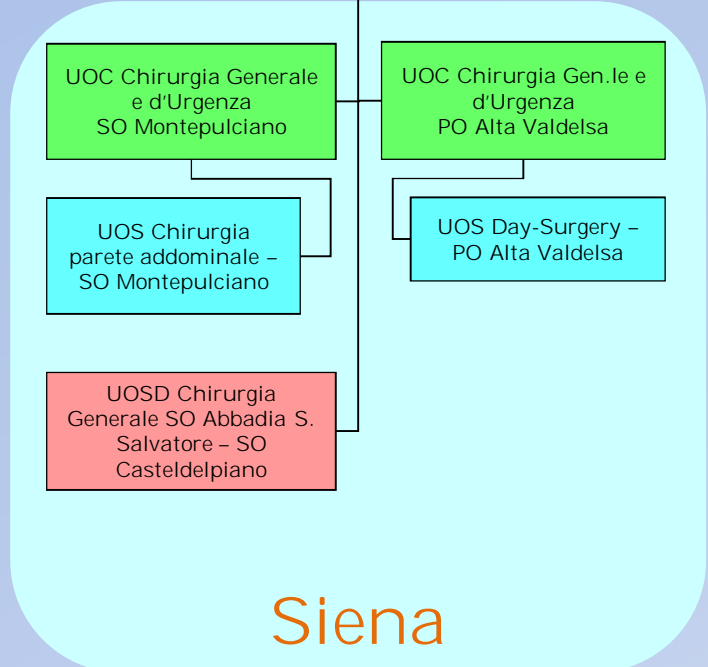 UOC Chirurgia Generale
e d'Urgenza
SO Montepulciano
UOC Chirurgia Gen.le e
d'Urgenza
PO Alta Valdelsa
UOS Chirurgia
parete addominale –
SO Montepulciano
UOS Day-Surgery –
PO Alta Valdelsa
UOSD Chirurgia
Generale SO Abbadia S.
Salvatore – SO
Casteldelpiano
Siena